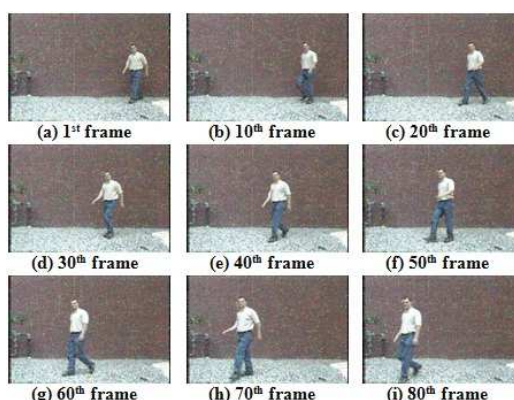 (a) 1st frame
(b) 10th frame
(c) 20th frame
(d) 30th frame
(e) 40th frame
(f) 50th frame
(g) 60th frame
(h) 70th frame
(i) 80th frame